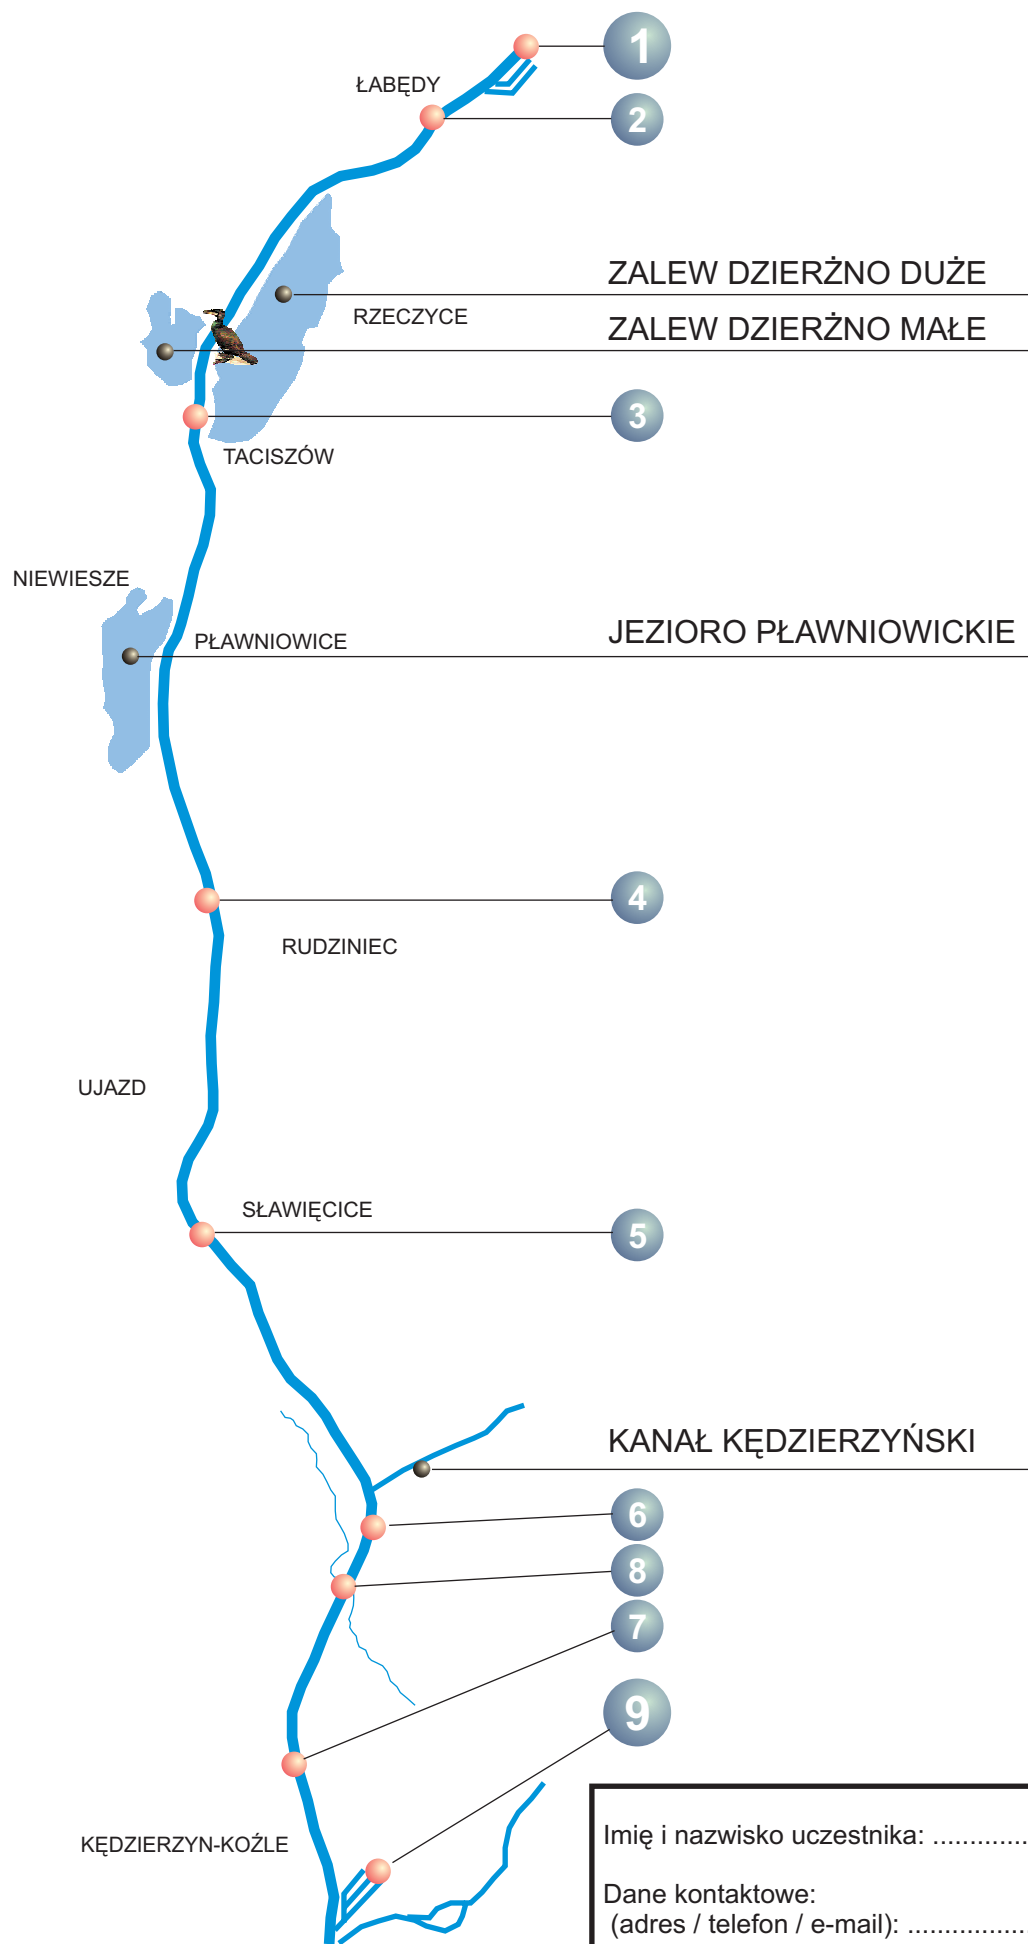 1
ŁABĘDY
2
ZALEW DZIERŻNO DUŻE
RZECZYCE
ZALEW DZIERŻNO MAŁE
3
TACISZÓW
NIEWIESZE
PŁAWNIOWICE
JEZIORO PŁAWNIOWICKIE
4
RUDZINIEC
UJAZD
SŁAWIĘCICE
5
KANAŁ KĘDZIERZYŃSKI
6
8
7
9
KĘDZIERZYN-KOŹLE
Imię i nazwisko uczestnika: .............
Dane kontaktowe:
(adres / telefon / e-mail): ................